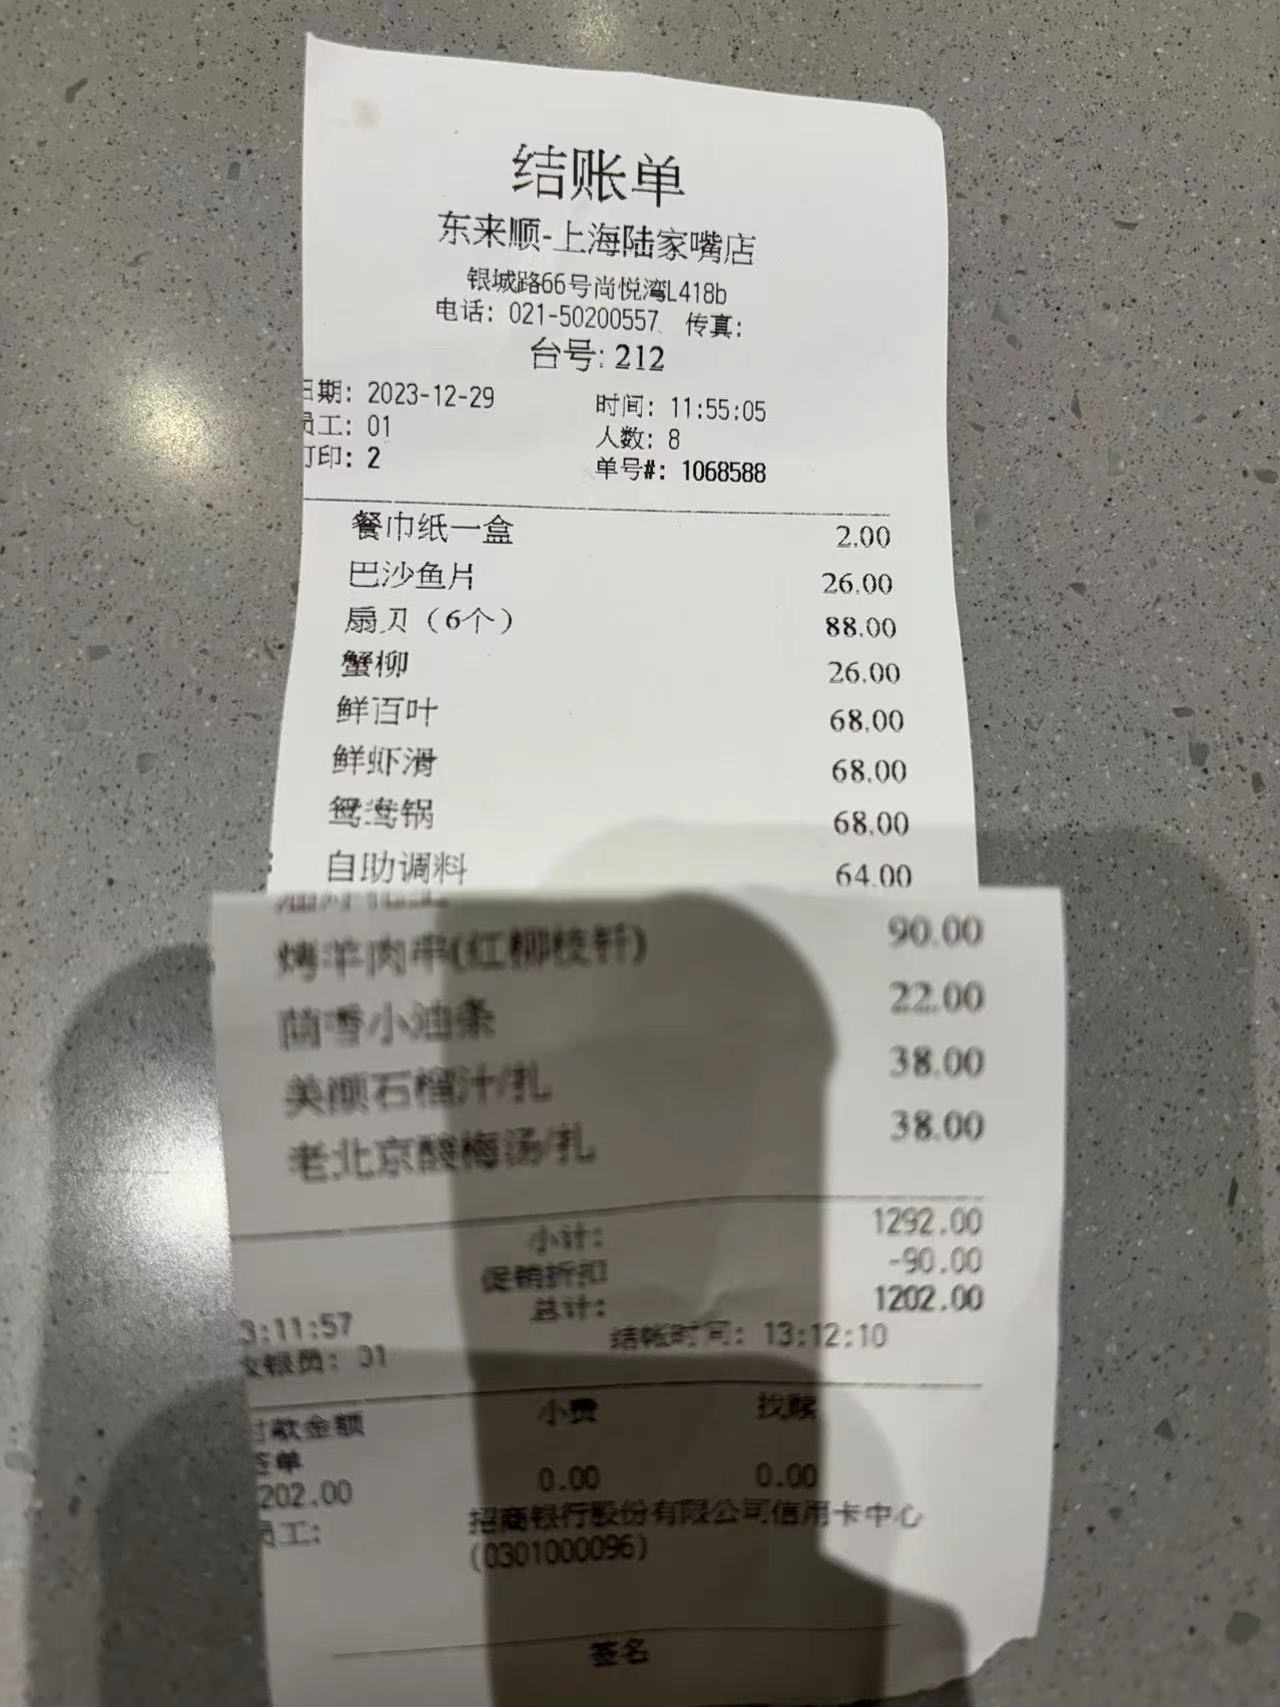 结账单
东来顺-上海陆家嘴店
银城路66号尚悦湾L418b
电话: 021-50200557 传真:
台号: 212
日期: 2023-12-29 时间: 11:55:05
员工: 01 人数: 8
打印: 2 单号#: 1068588
餐巾纸一盒 2.00
巴沙鱼片 26.00
扇贝（6个） 88.00
蟹柳 26.00
鲜百叶 68.00
鲜虾滑 68.00
鸳鸯锅 68.00
自助调料 64.00
烤羊肉串(红柳枝钎) 90.00
茴香小油条 22.00
美颜石榴汁/扎 38.00
老北京酸梅汤/扎 38.00
小计: 1292.00
促销折扣 -90.00
总计: 1202.00
3:11:57 结帐时间: 13:12:10
收银员: 01
付款金额 小费 找赎
签单
202.00 0.00 0.00
员工: 招商银行股份有限公司信用卡中心
(0301000096)
签名